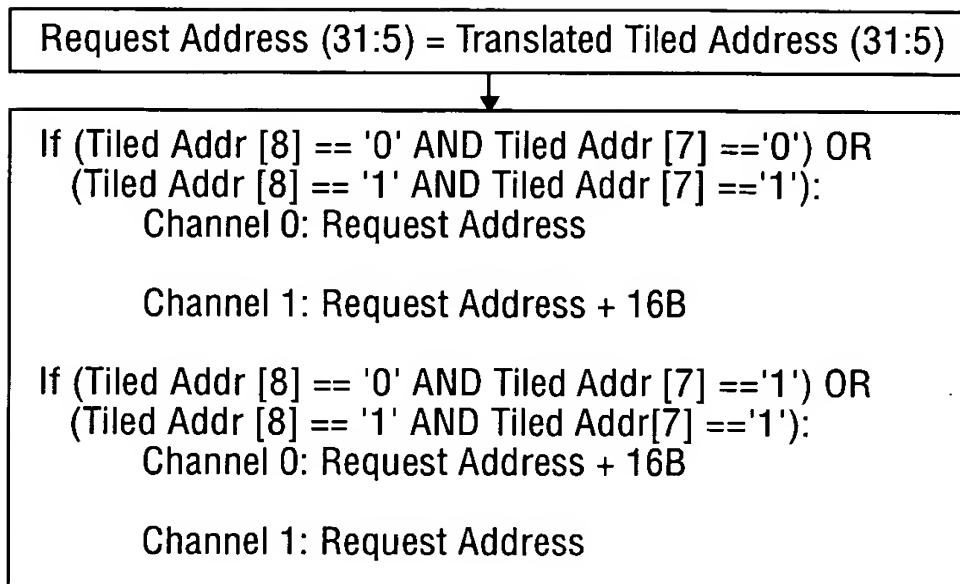 Request Address (31:5) = Translated Tiled Address (31:5)
If (Tiled Addr [8] == '0' AND Tiled Addr [7] =='0') OR
(Tiled Addr [8] == '1' AND Tiled Addr [7] =='1'):
Channel 0: Request Address
Channel 1: Request Address + 16B
If (Tiled Addr [8] == '0' AND Tiled Addr [7] =='1') OR
(Tiled Addr [8] == '1' AND Tiled Addr[7] =='1'):
Channel 0: Request Address + 16B
Channel 1: Request Address